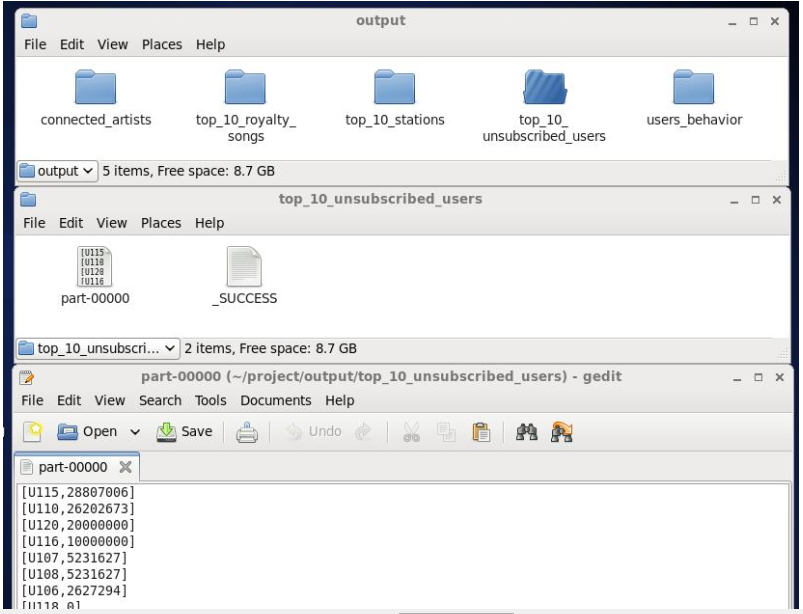 output
File Edit View Places Help
connected_artists
top_10_royalty_
songs
top_10_stations
top_10_
unsubscribed_users
users_behavior
output 5 items, Free space: 8.7 GB
top_10_unsubscribed_users
File Edit View Places Help
[U115
[U110
[U120
[U116
part-00000
_SUCCESS
top_10_unsubscri... 2 items, Free space: 8.7 GB
part-00000 (~/project/output/top_10_unsubscribed_users) - gedit
File Edit View Search Tools Documents Help
Open Save Undo
part-00000
[U115,28807006]
[U110,26202673]
[U120,20000000]
[U116,10000000]
[U107,5231627]
[U108,5231627]
[U106,2627294]
[U118,0]